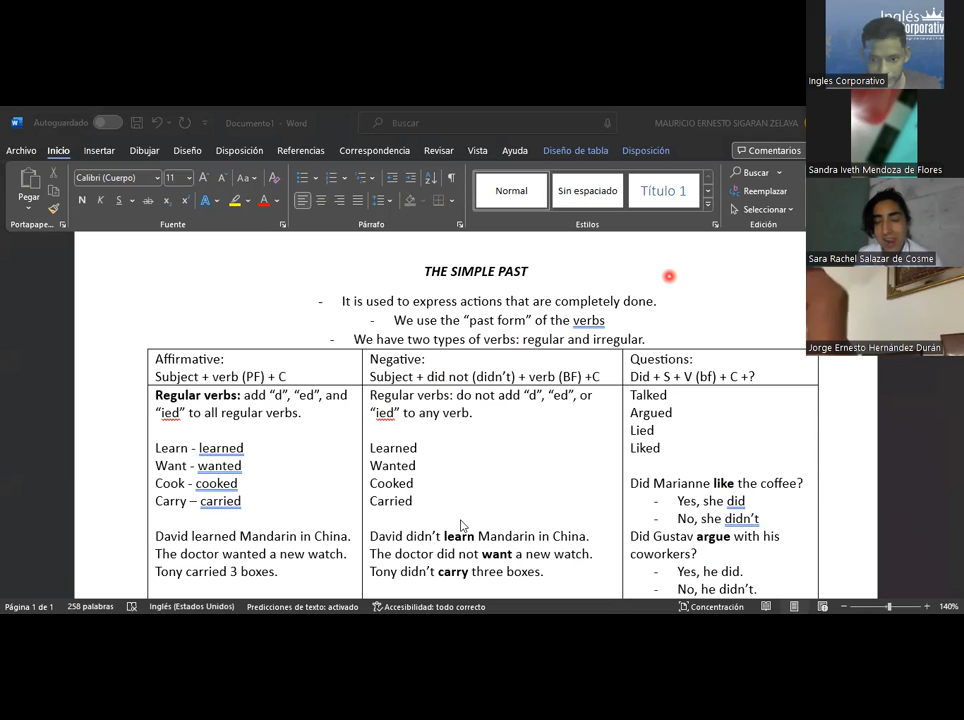 Inglés
Corporativ
Ingles Corporativo
Sandra Iveth Mendoza de Flores
Sara Rachel Salazar de Cosme
Jorge Ernesto Hernández Durán
Autoguardado
Documento1 - Word
Buscar
MAURICIO ERNESTO SIGARAN ZELAYA
Archivo Inicio Insertar Dibujar Diseño Disposición Referencias Correspondencia Revisar Vista Ayuda Diseño de tabla Disposición Comentarios
Pegar
Calibri (Cuerpo) 11
Normal Sin espaciado Título 1
Buscar
Reemplazar
Seleccionar
Portapape... Fuente Párrafo Estilos Edición
THE SIMPLE PAST
- It is used to express actions that are completely done.
- We use the “past form” of the verbs
- We have two types of verbs: regular and irregular.
Affirmative:
Subject + verb (PF) + C
Negative:
Subject + did not (didn’t) + verb (BF) +C
Questions:
Did + S + V (bf) + C +?
Regular verbs: add “d”, “ed”, and
“ied” to all regular verbs.
Learn - learned
Want - wanted
Cook - cooked
Carry – carried
David learned Mandarin in China.
The doctor wanted a new watch.
Tony carried 3 boxes.
Regular verbs: do not add “d”, “ed”, or
“ied” to any verb.
Learned
Wanted
Cooked
Carried
David didn’t learn Mandarin in China.
The doctor did not want a new watch.
Tony didn’t carry three boxes.
Talked
Argued
Lied
Liked
Did Marianne like the coffee?
- Yes, she did
- No, she didn’t
Did Gustav argue with his
coworkers?
- Yes, he did.
- No, he didn’t.
Página 1 de 1 258 palabras Inglés (Estados Unidos) Predicciones de texto: activado Accesibilidad: todo correcto Concentración 140%